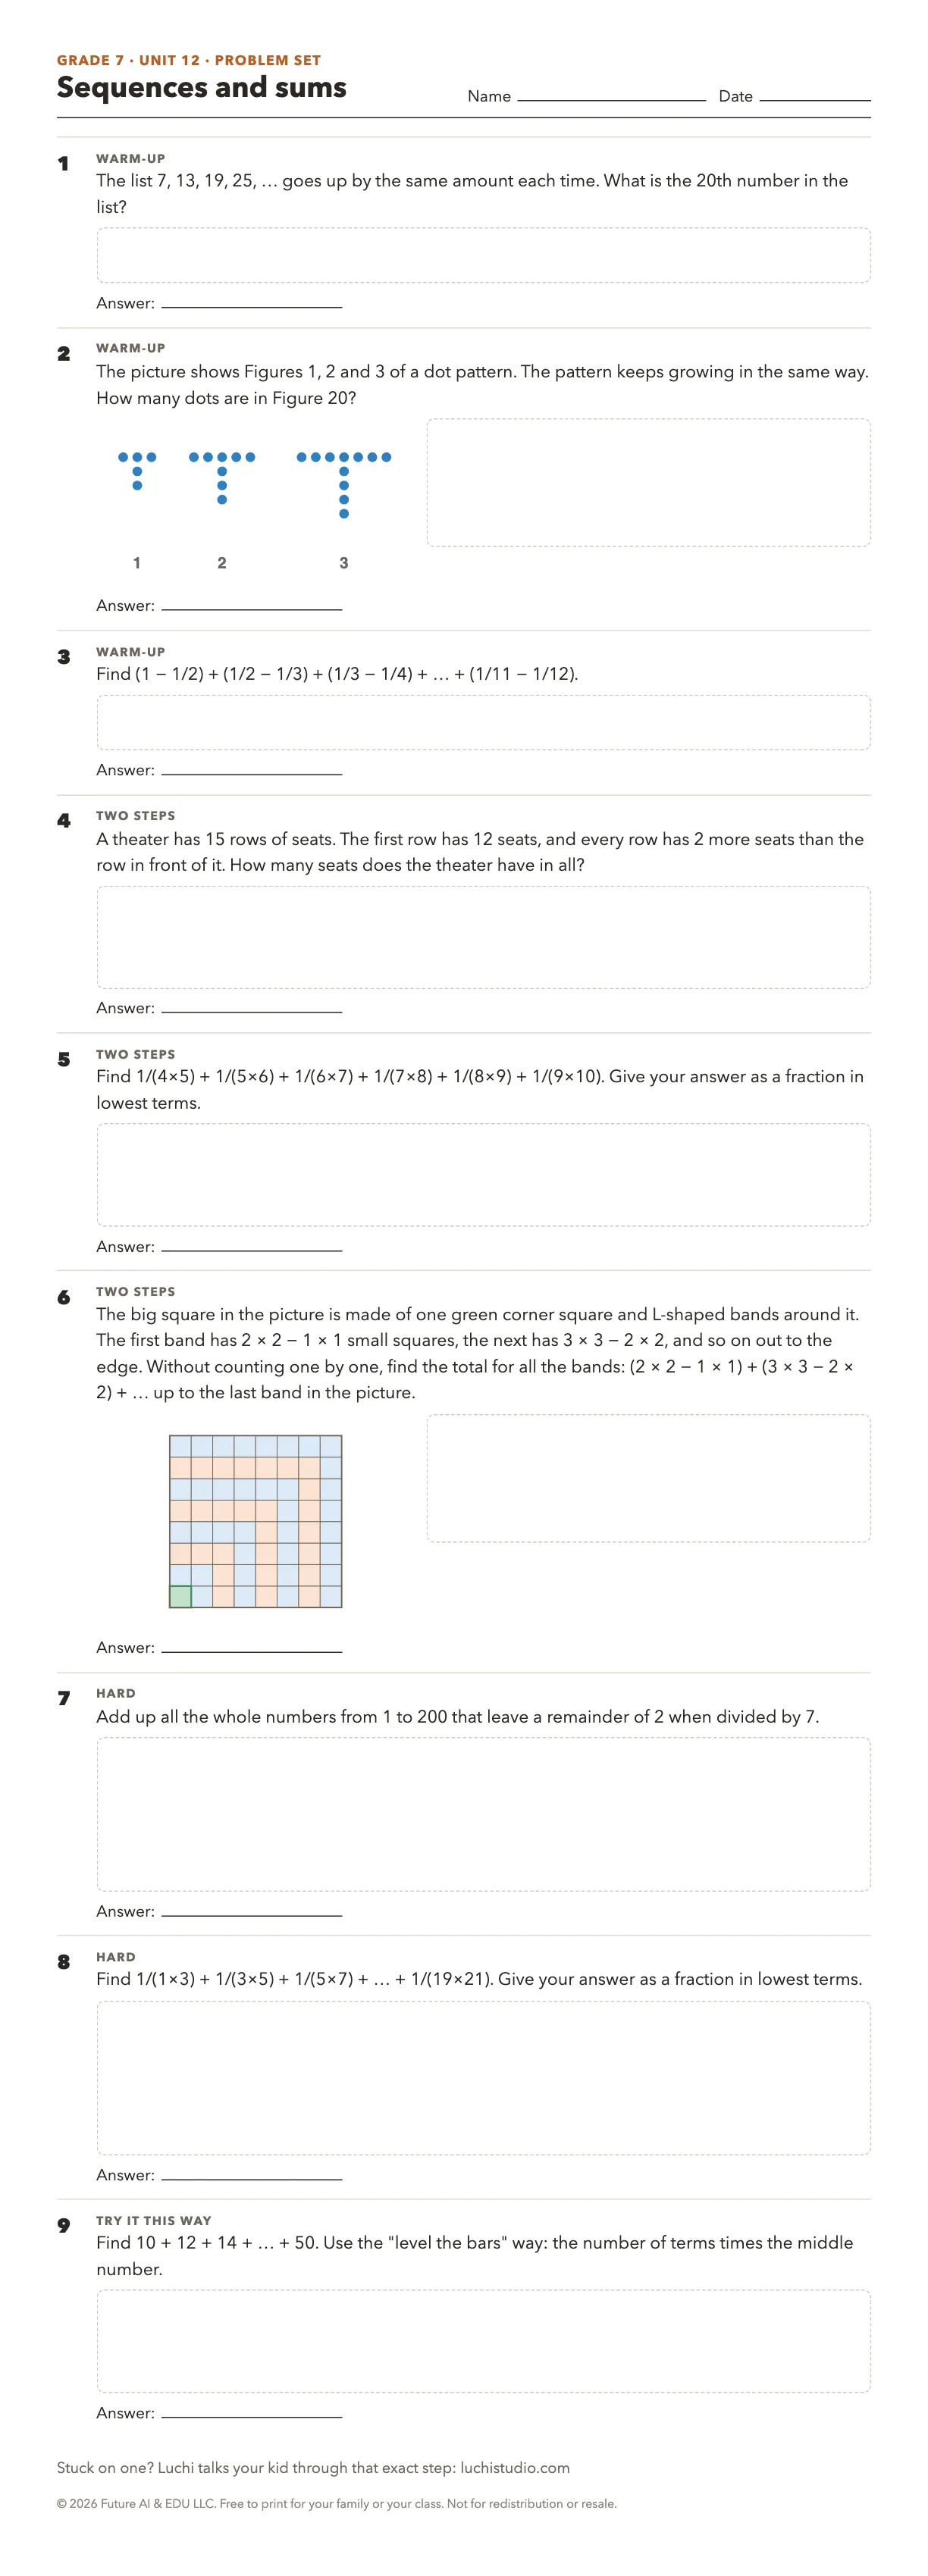 GRADE 7 · UNIT 12 · PROBLEM SET
Sequences and sums
Name Date
1
WARM-UP
The list 7, 13, 19, 25, … goes up by the same amount each time. What is the 20th number in the
list?
Answer:
2
WARM-UP
The picture shows Figures 1, 2 and 3 of a dot pattern. The pattern keeps growing in the same way.
How many dots are in Figure 20?
1 2 3
Answer:
3
WARM-UP
Find (1 − 1/2) + (1/2 − 1/3) + (1/3 − 1/4) + … + (1/11 − 1/12).
Answer:
4
TWO STEPS
A theater has 15 rows of seats. The first row has 12 seats, and every row has 2 more seats than the
row in front of it. How many seats does the theater have in all?
Answer:
5
TWO STEPS
Find 1/(4×5) + 1/(5×6) + 1/(6×7) + 1/(7×8) + 1/(8×9) + 1/(9×10). Give your answer as a fraction in
lowest terms.
Answer:
6
TWO STEPS
The big square in the picture is made of one green corner square and L-shaped bands around it.
The first band has 2 × 2 − 1 × 1 small squares, the next has 3 × 3 − 2 × 2, and so on out to the
edge. Without counting one by one, find the total for all the bands: (2 × 2 − 1 × 1) + (3 × 3 − 2 ×
2) + … up to the last band in the picture.
Answer:
7
HARD
Add up all the whole numbers from 1 to 200 that leave a remainder of 2 when divided by 7.
Answer:
8
HARD
Find 1/(1×3) + 1/(3×5) + 1/(5×7) + … + 1/(19×21). Give your answer as a fraction in lowest terms.
Answer:
9
TRY IT THIS WAY
Find 10 + 12 + 14 + … + 50. Use the "level the bars" way: the number of terms times the middle
number.
Answer:
Stuck on one? Luchi talks your kid through that exact step: luchistudio.com
© 2026 Future AI & EDU LLC. Free to print for your family or your class. Not for redistribution or resale.